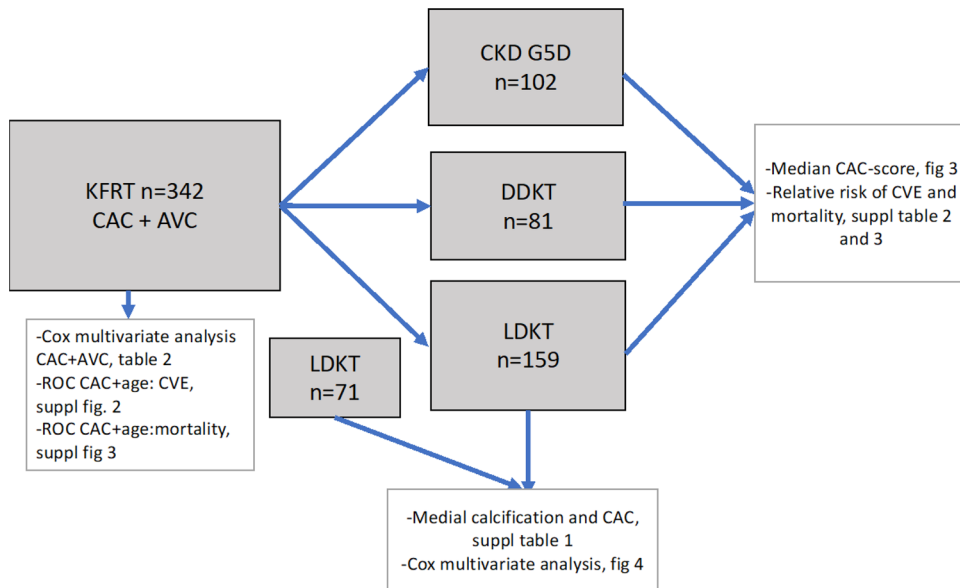 KFRT n=342
CAC + AVC
CKD G5D
n=102
DDKT
n=81
LDKT
n=159
LDKT
n=71
-Median CAC-score, fig 3
-Relative risk of CVE and
mortality, suppl table 2
and 3
-Cox multivariate analysis
CAC+AVC, table 2
-ROC CAC+age: CVE,
suppl fig. 2
-ROC CAC+age:mortality,
suppl fig 3
-Medial calcification and CAC,
suppl table 1
-Cox multivariate analysis, fig 4